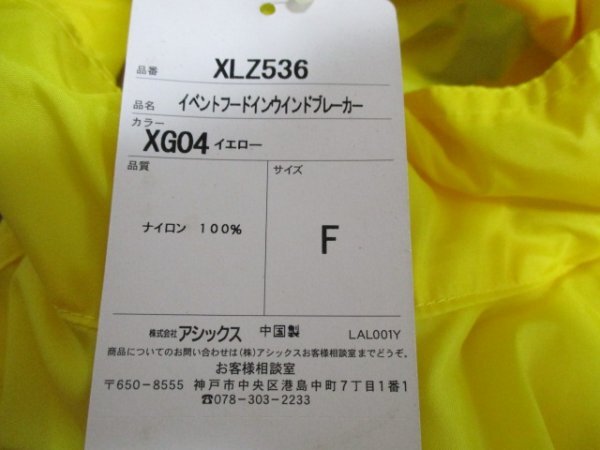 品番 XLZ536
品名 イベントフードインウインドブレーカー
カラー
XG04 イエロー
品質 サイズ
ナイロン 100% F
株式会社アシックス 中国製 LAL001Y
商品についてのお問い合わせは(株)アシックスお客様相談室までどうぞ。
お客様相談室
〒650-8555 神戸市中央区港島中町7丁目1番1
☎078-303-2233